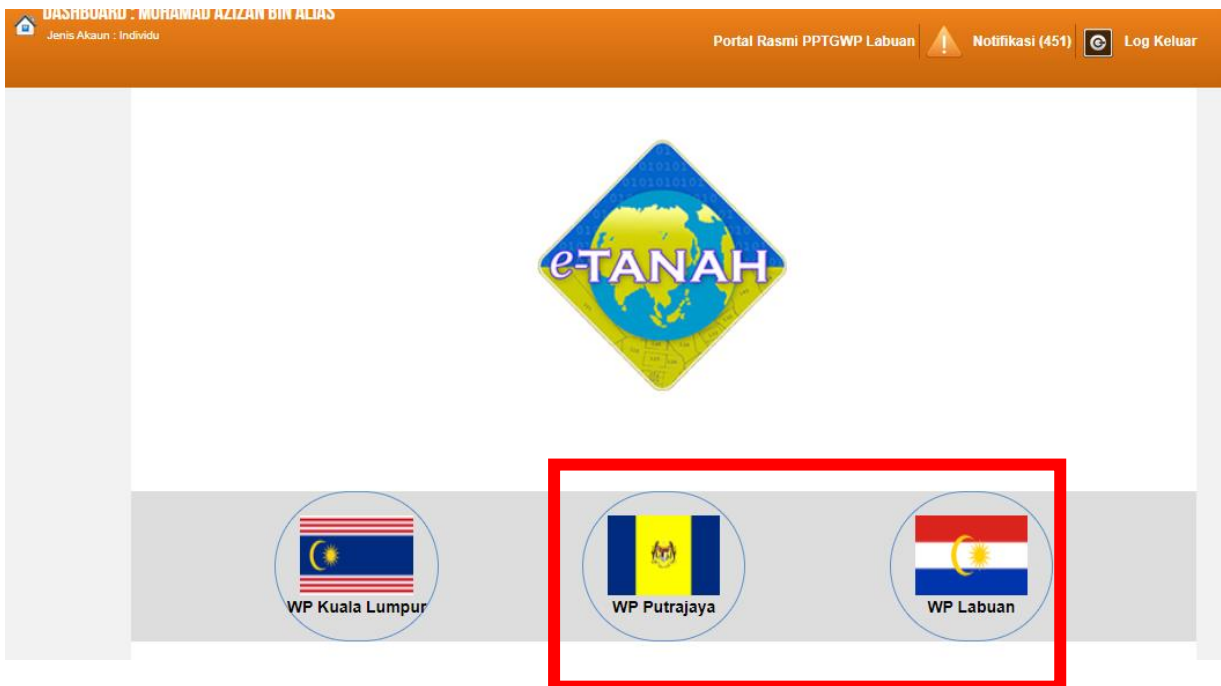 DASHBOARD : MOHAMAD AZIZAN BIN ALIAS
Jenis Akaun : Individu
Portal Rasmi PPTGWP Labuan
Notifikasi (451)
Log Keluar
e-TANAH
WP Kuala Lumpur
WP Putrajaya
WP Labuan